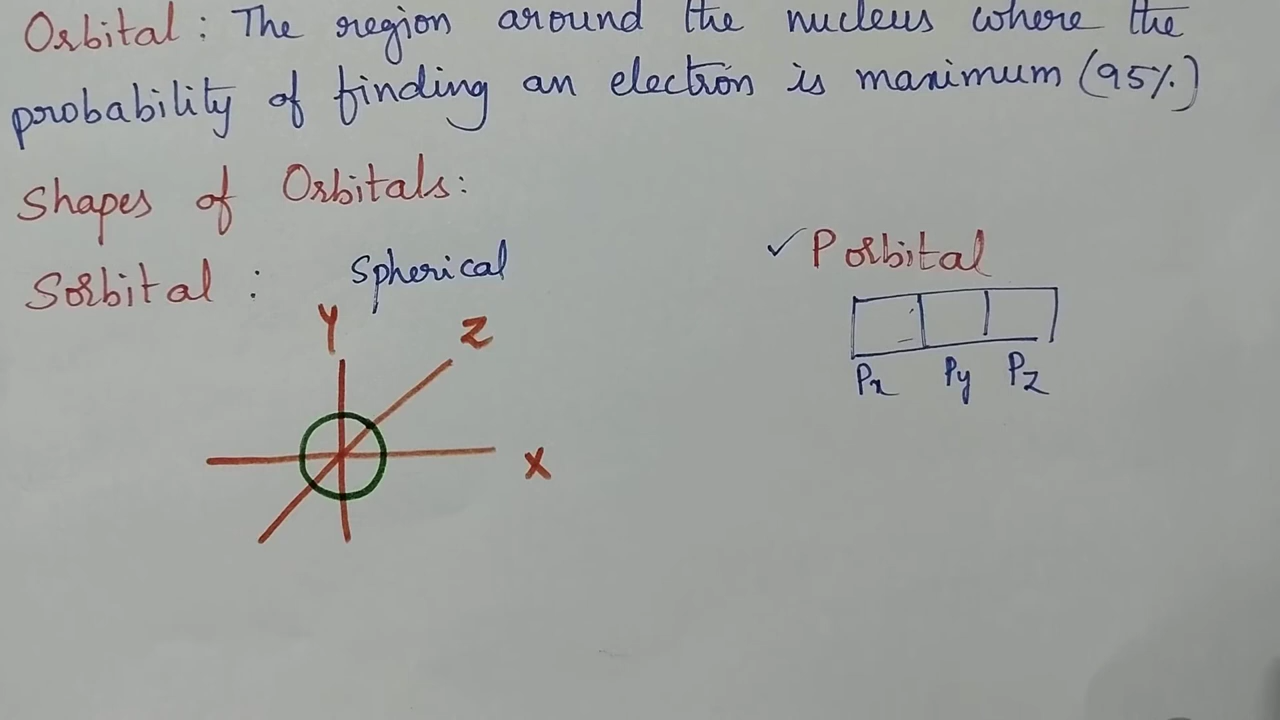 Orbital: The region around the nucleus where the
probability of finding an electron is maximum (95%)
Shapes of Orbitals:
S orbital : Spherical
Y
Z
X
✓ P orbital
Px Py Pz